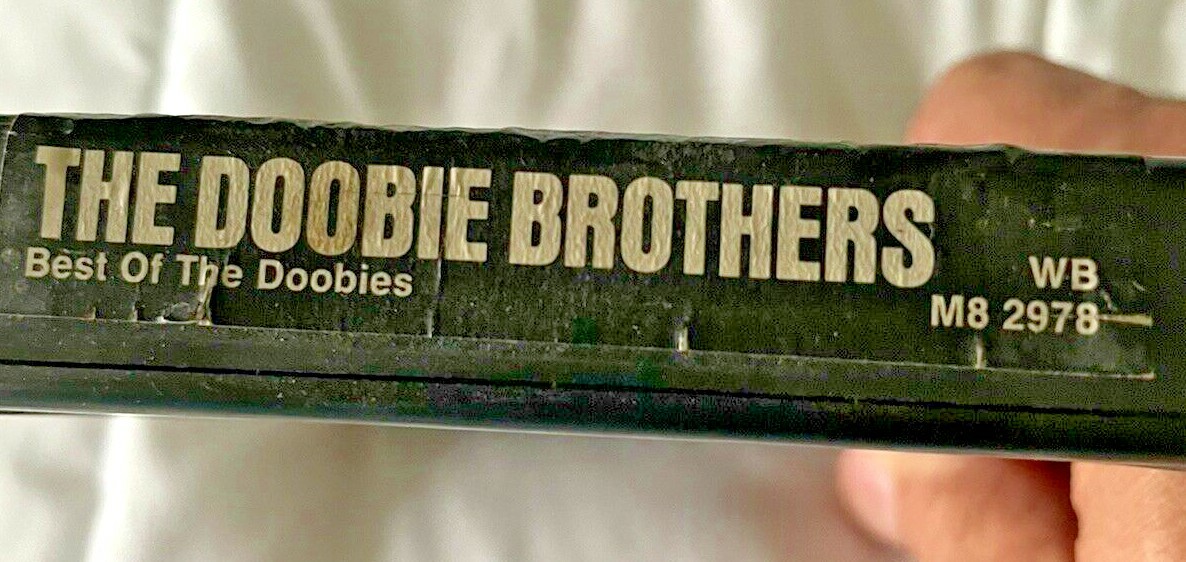 THE DOOBIE BROTHERS
Best Of The Doobies
WB
M8 2978